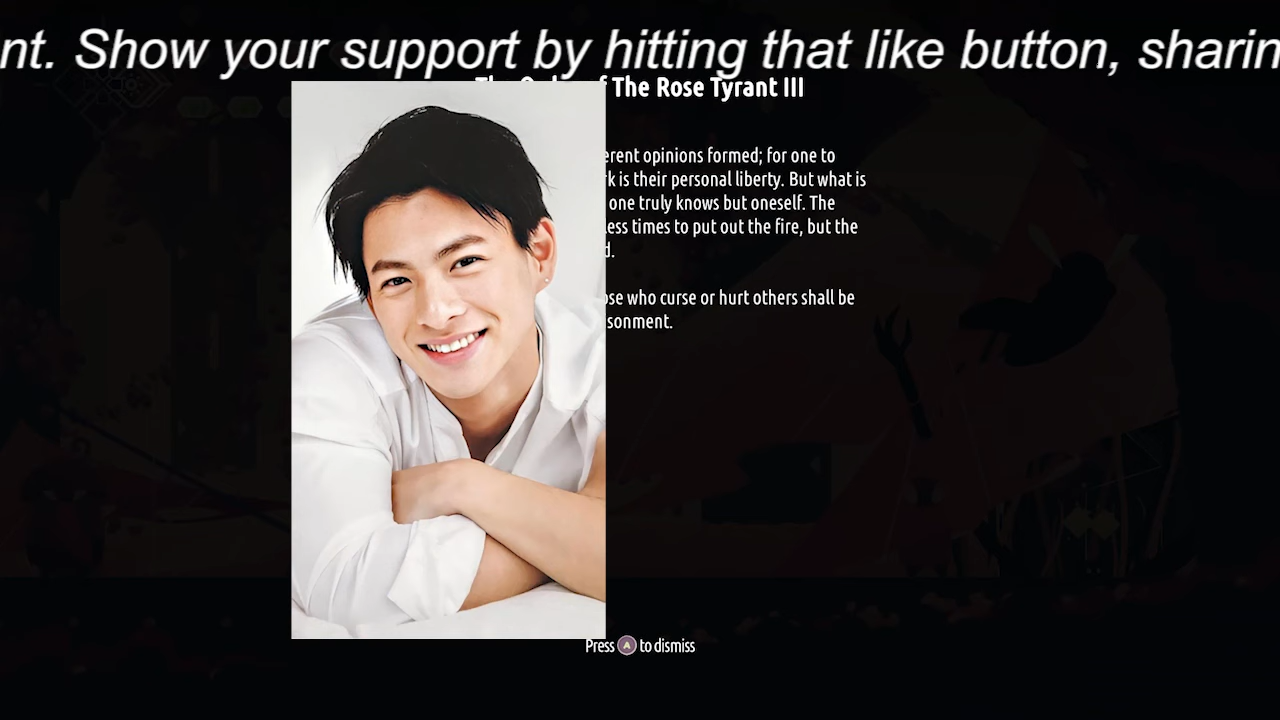 nt. Show your support by hitting that like button, sharin
The Rose Tyrant III
erent opinions formed; for one to
is their personal liberty. But what is
one truly knows but oneself. The
less times to put out the fire, but the
d.
ose who curse or hurt others shall be
sonment.
Press A to dismiss